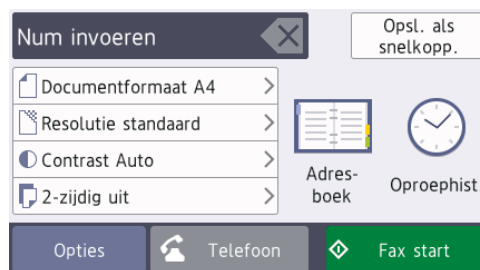 Num invoeren
Opsl. als
snelkopp.
Documentformaat A4
Resolutie standaard
Contrast Auto
2-zijdig uit
Adres-
boek
Oproephist
Opties
Telefoon
Fax start